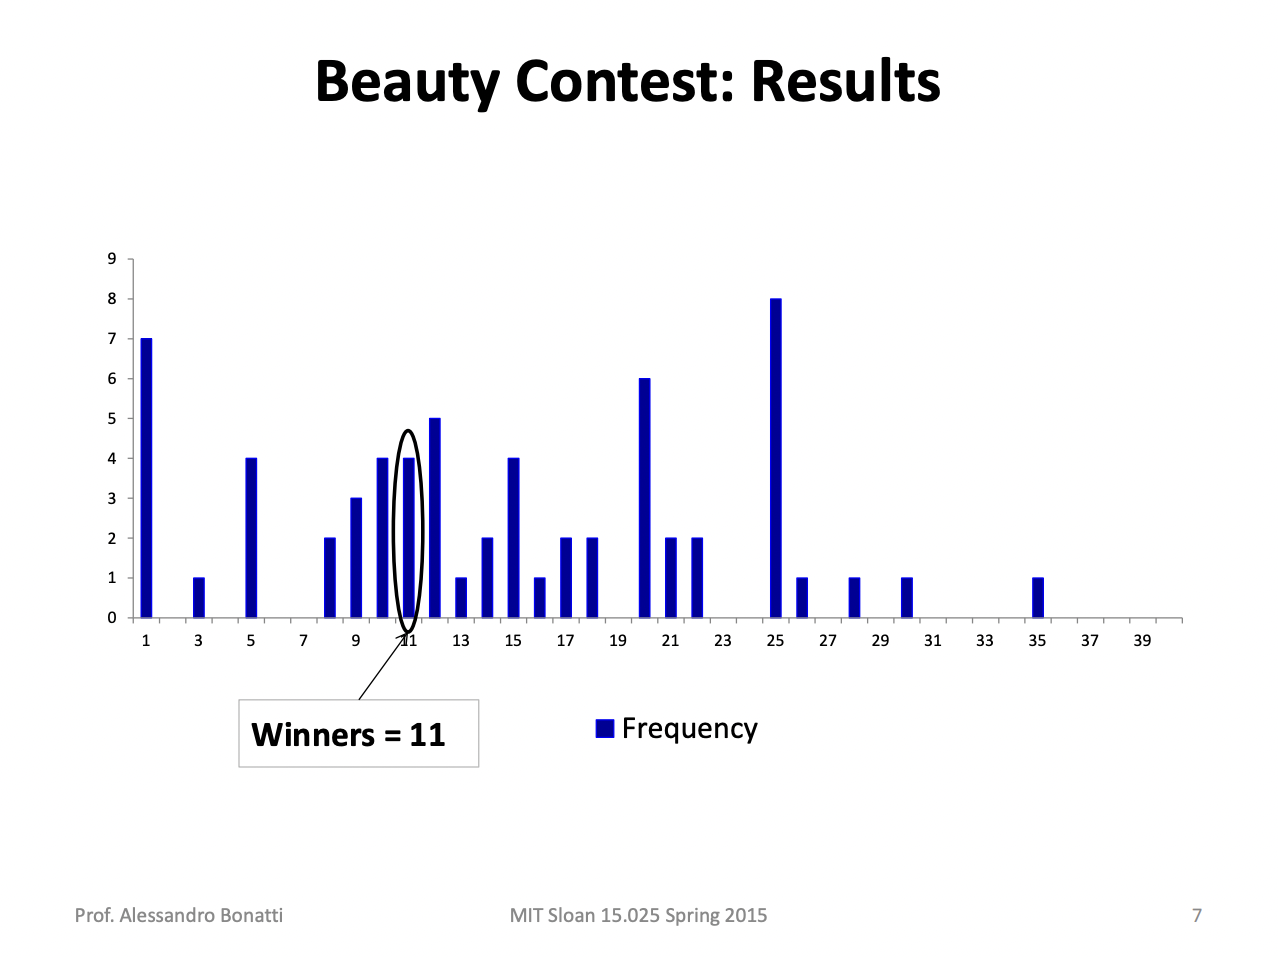 Beauty Contest: Results
9
8
7
6
5
4
3
2
1
0
1 3 5 7 9 11 13 15 17 19 21 23 25 27 29 31 33 35 37 39
Winners = 11
Frequency
Prof. Alessandro Bonatti MIT Sloan 15.025 Spring 2015 7